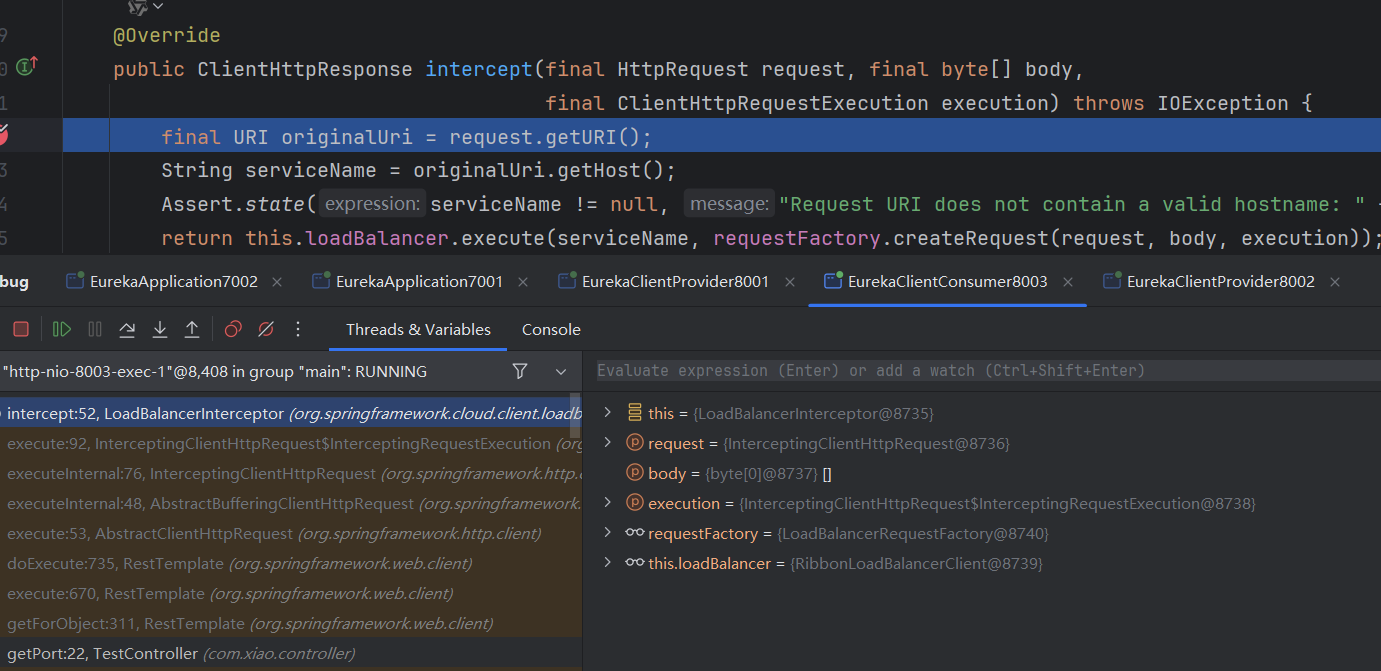 9
@Override
0 public ClientHttpResponse intercept(final HttpRequest request, final byte[] body,
1 final ClientHttpRequestExecution execution) throws IOException {
final URI originalUri = request.getURI();
3 String serviceName = originalUri.getHost();
4 Assert.state( expression: serviceName != null, message: "Request URI does not contain a valid hostname: "
5 return this.loadBalancer.execute(serviceName, requestFactory.createRequest(request, body, execution));
bug EurekaApplication7002 EurekaApplication7001 EurekaClientProvider8001 EurekaClientConsumer8003 EurekaClientProvider8002
Threads & Variables Console
"http-nio-8003-exec-1"@8,408 in group "main": RUNNING
Evaluate expression (Enter) or add a watch (Ctrl+Shift+Enter)
intercept:52, LoadBalancerInterceptor (org.springframework.cloud.client.loadb
execute:92, InterceptingClientHttpRequest$InterceptingRequestExecution (org
executeInternal:76, InterceptingClientHttpRequest (org.springframework.http.c
executeInternal:48, AbstractBufferingClientHttpRequest (org.springframework.
execute:53, AbstractClientHttpRequest (org.springframework.http.client)
doExecute:735, RestTemplate (org.springframework.web.client)
execute:670, RestTemplate (org.springframework.web.client)
getForObject:311, RestTemplate (org.springframework.web.client)
getPort:22, TestController (com.xiao.controller)
this = {LoadBalancerInterceptor@8735}
request = {InterceptingClientHttpRequest@8736}
body = {byte[0]@8737} []
execution = {InterceptingClientHttpRequest$InterceptingRequestExecution@8738}
requestFactory = {LoadBalancerRequestFactory@8740}
this.loadBalancer = {RibbonLoadBalancerClient@8739}